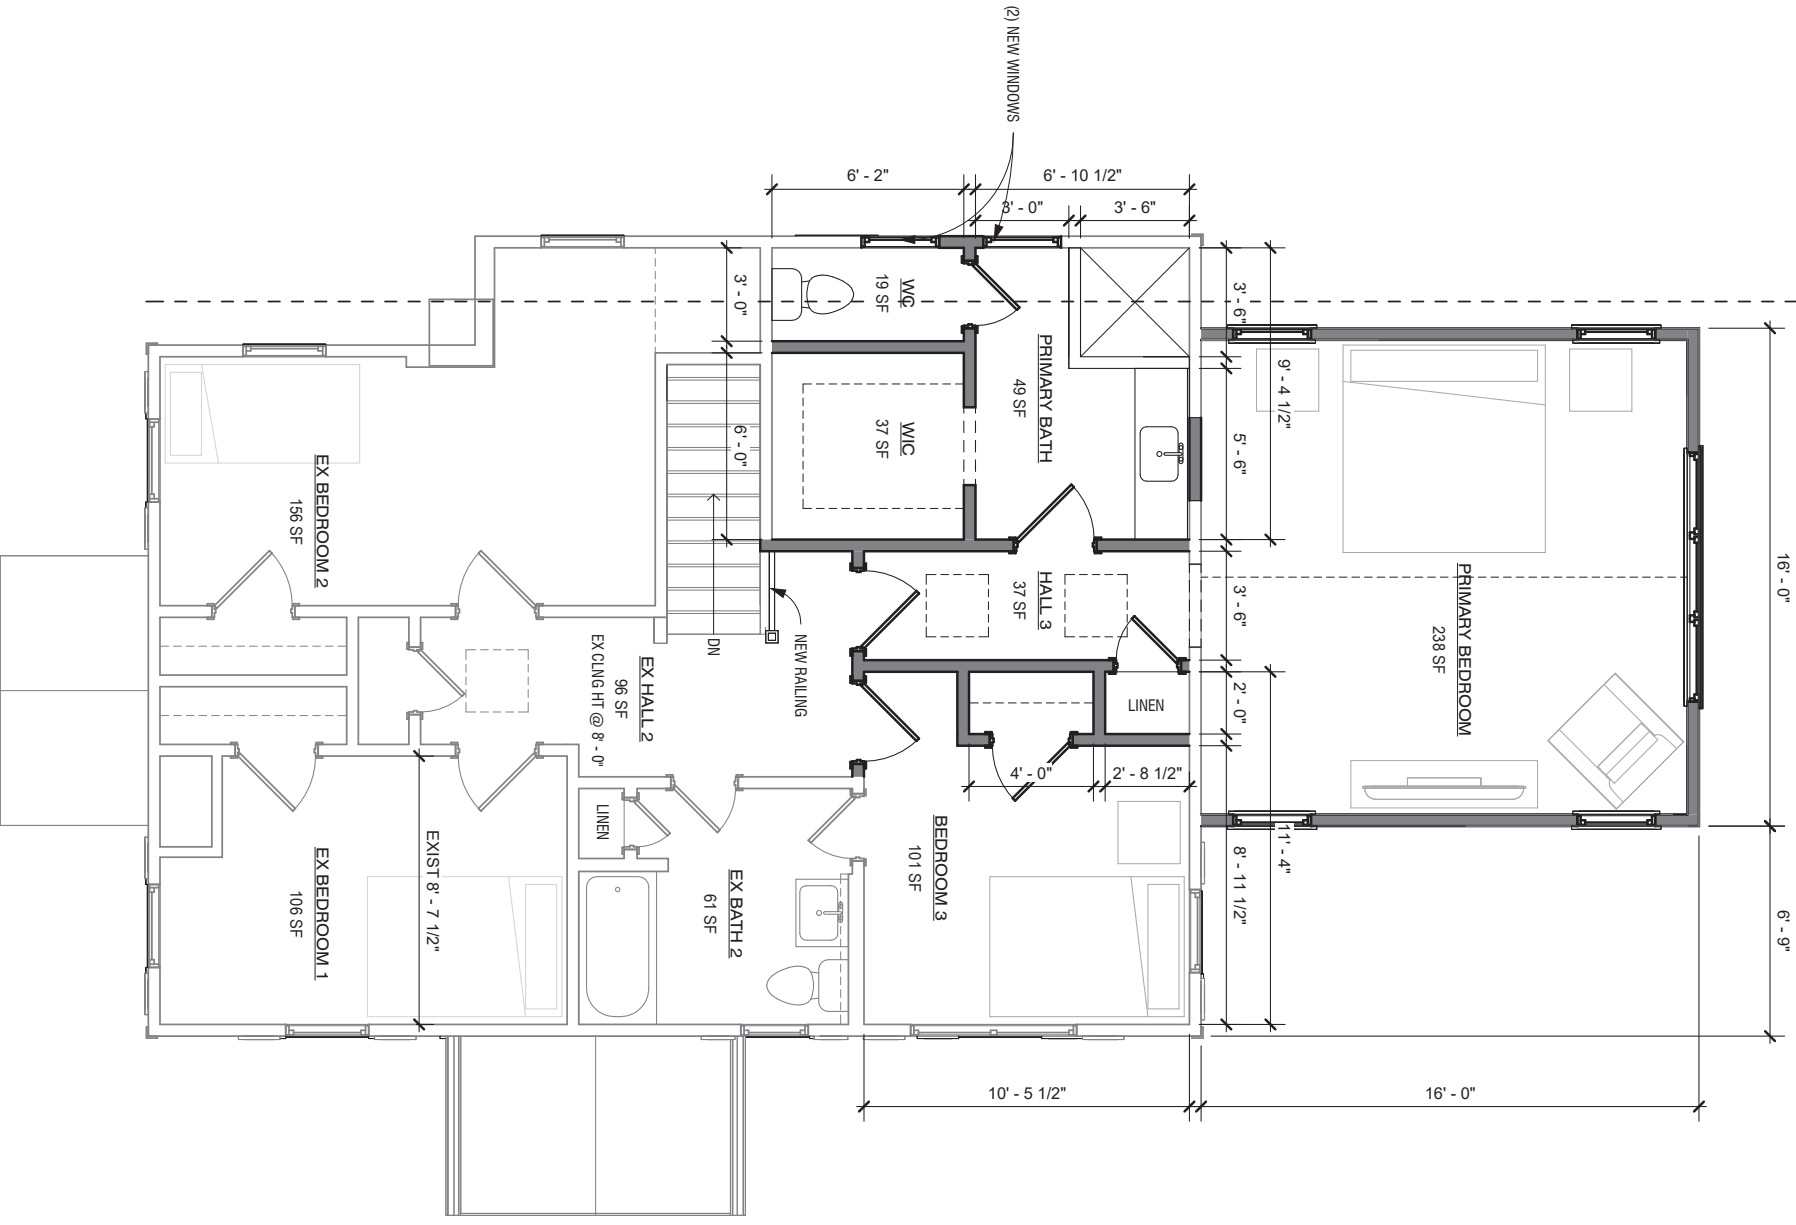 (2) NEW WINDOWS
6' - 2"
6' - 10 1/2"
3' - 0"
3' - 6"
3' - 0"
WC
19 SF
PRIMARY BATH
49 SF
3' - 6"
9' - 4 1/2"
WIC
37 SF
6' - 0"
5' - 6"
16' - 0"
EX BEDROOM 2
156 SF
HALL 3
37 SF
3' - 6"
PRIMARY BEDROOM
238 SF
DN
NEW RAILING
EX HALL 2
96 SF
EX CLNG HT @ 8' - 0"
LINEN
2' - 0"
4' - 0"
2' - 8 1/2"
LINEN
EXIST 8' - 7 1/2"
EX BEDROOM 1
106 SF
EX BATH 2
61 SF
BEDROOM 3
101 SF
11' - 4"
8' - 11 1/2"
6' - 9"
10' - 5 1/2"
16' - 0"